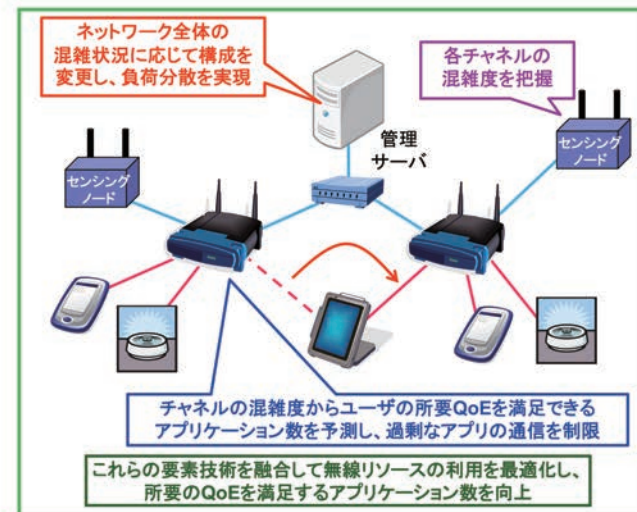 ネットワーク全体の
混雑状況に応じて構成を
変更し、負荷分散を実現
各チャネルの
混雑度を把握
管理
サーバ
センシング
ノード
センシング
ノード
チャネルの混雑度からユーザの所要QoEを満足できる
アプリケーション数を予測し、過剰なアプリの通信を制限
これらの要素技術を融合して無線リソースの利用を最適化し、
所要のQoEを満足するアプリケーション数を向上